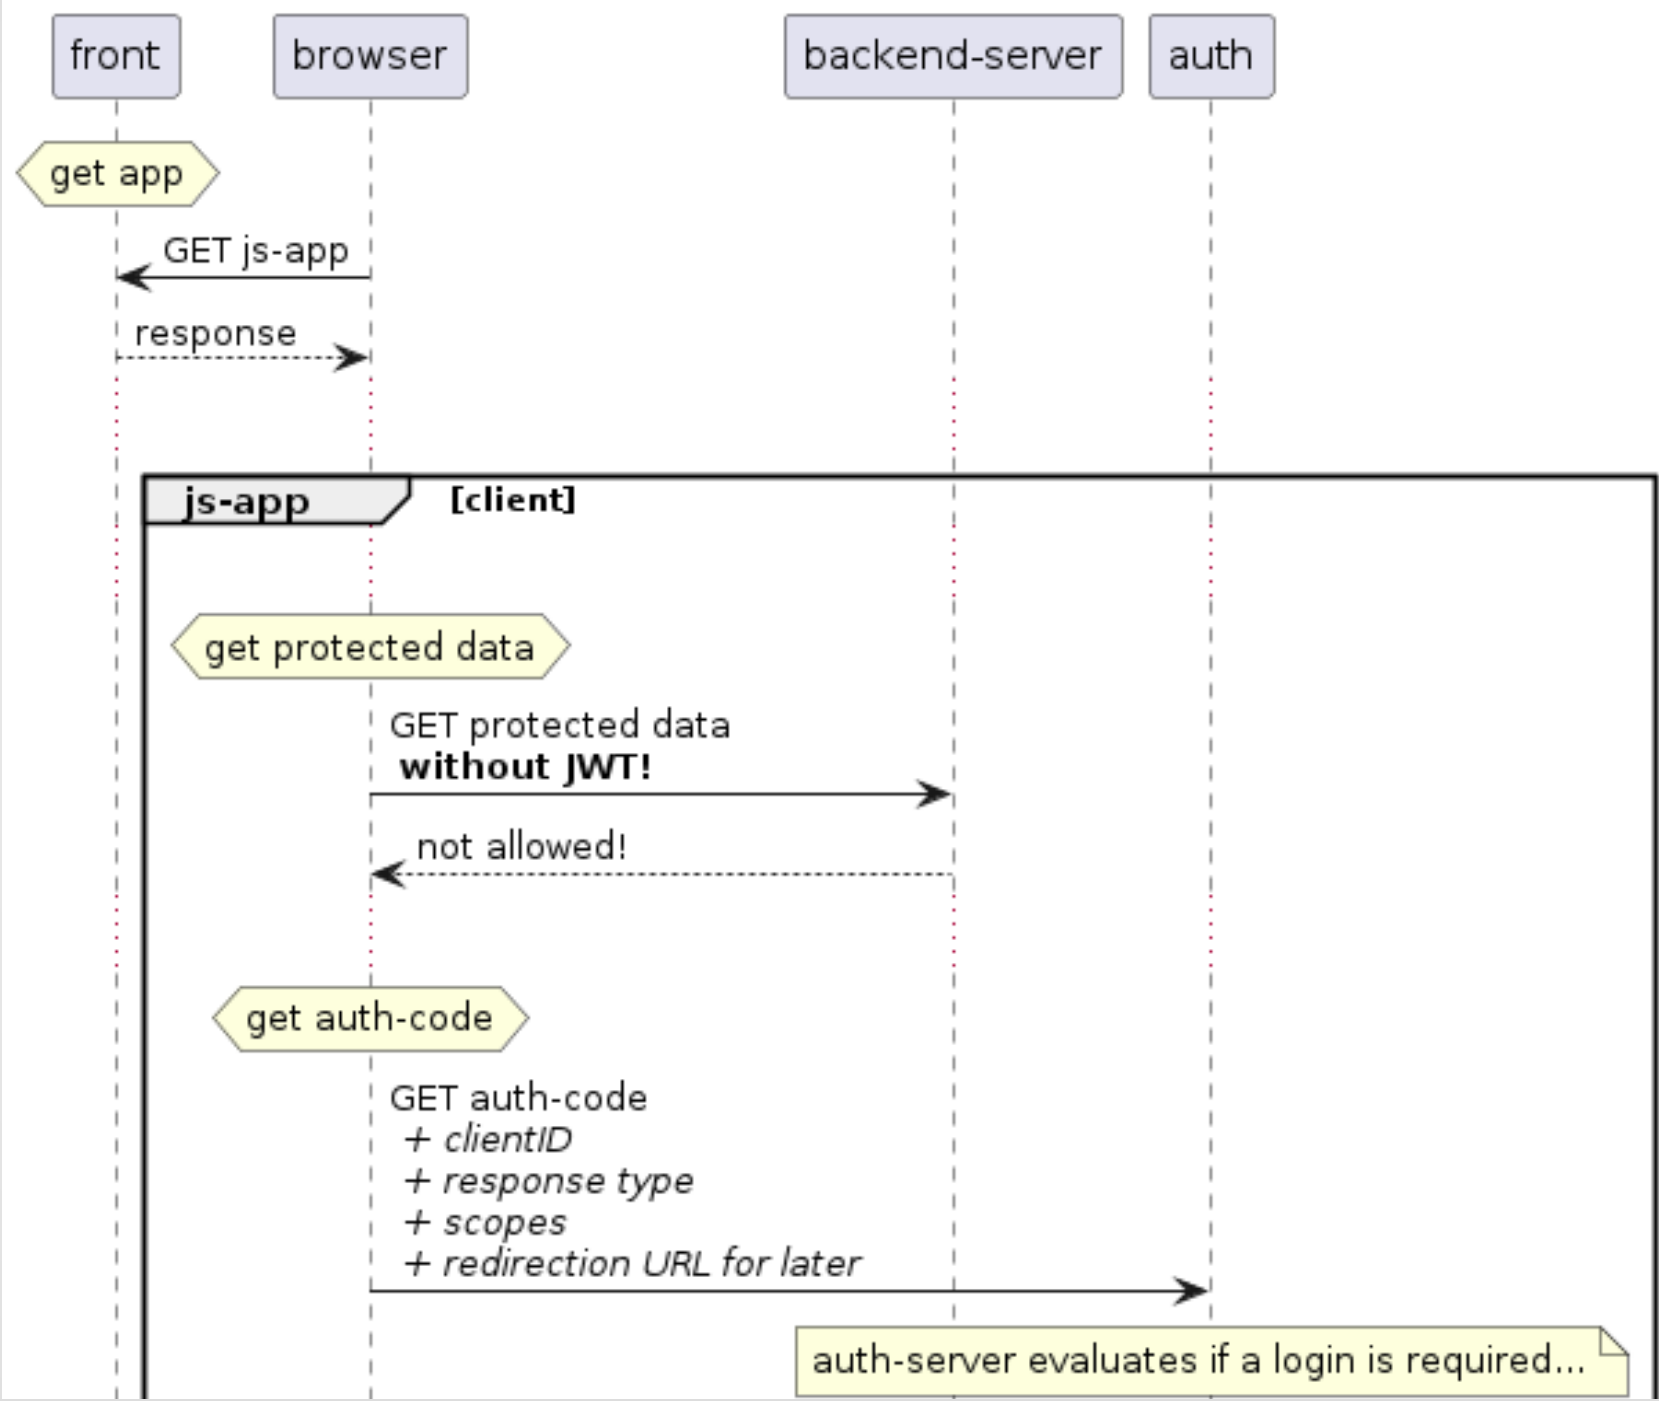 front
browser
backend-server
auth
get app
GET js-app
response
js-app
[client]
get protected data
GET protected data
without JWT!
not allowed!
get auth-code
GET auth-code
+ clientID
+ response type
+ scopes
+ redirection URL for later
auth-server evaluates if a login is required...